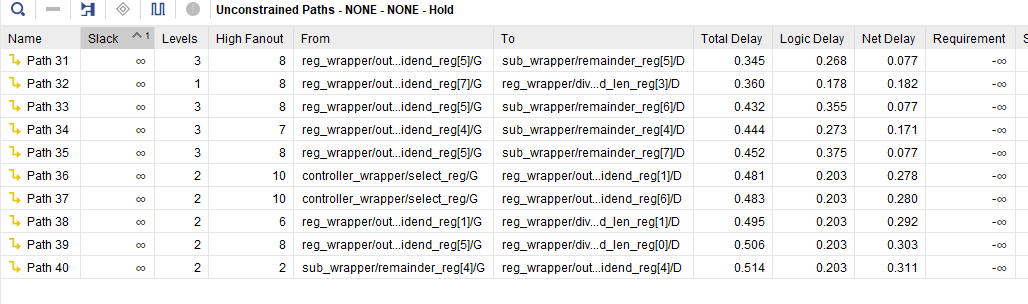 Unconstrained Paths - NONE - NONE - Hold
Name Slack 1 Levels High Fanout From To Total Delay Logic Delay Net Delay Requirement S
Path 31 ∞ 3 8 reg_wrapper/out...idend_reg[5]/G sub_wrapper/remainder_reg[5]/D 0.345 0.268 0.077 -∞
Path 32 ∞ 1 8 reg_wrapper/out...idend_reg[7]/G reg_wrapper/div...d_len_reg[3]/D 0.360 0.178 0.182 -∞
Path 33 ∞ 3 8 reg_wrapper/out...idend_reg[5]/G sub_wrapper/remainder_reg[6]/D 0.432 0.355 0.077 -∞
Path 34 ∞ 3 7 reg_wrapper/out...idend_reg[4]/G sub_wrapper/remainder_reg[4]/D 0.444 0.273 0.171 -∞
Path 35 ∞ 3 8 reg_wrapper/out...idend_reg[5]/G sub_wrapper/remainder_reg[7]/D 0.452 0.375 0.077 -∞
Path 36 ∞ 2 10 controller_wrapper/select_reg/G reg_wrapper/out...idend_reg[1]/D 0.481 0.203 0.278 -∞
Path 37 ∞ 2 10 controller_wrapper/select_reg/G reg_wrapper/out...idend_reg[6]/D 0.483 0.203 0.280 -∞
Path 38 ∞ 2 6 reg_wrapper/out...idend_reg[1]/G reg_wrapper/div...d_len_reg[1]/D 0.495 0.203 0.292 -∞
Path 39 ∞ 2 8 reg_wrapper/out...idend_reg[5]/G reg_wrapper/div...d_len_reg[0]/D 0.506 0.203 0.303 -∞
Path 40 ∞ 2 2 sub_wrapper/remainder_reg[4]/G reg_wrapper/out...idend_reg[4]/D 0.514 0.203 0.311 -∞